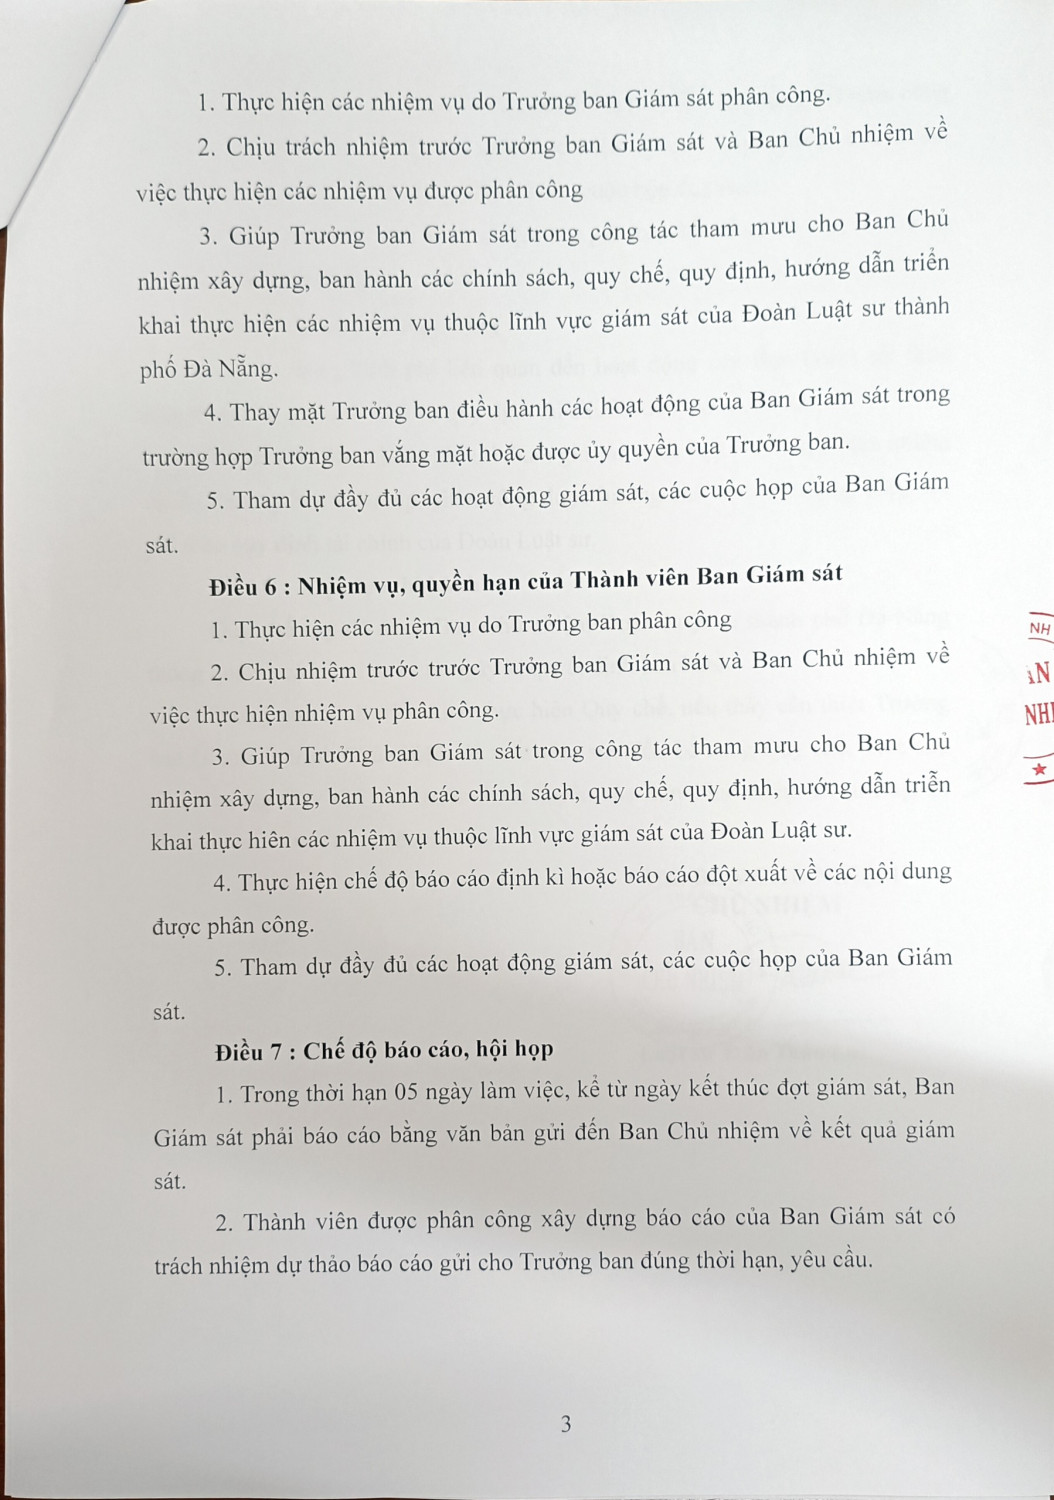 1. Thực hiện các nhiệm vụ do Trưởng ban Giám sát phân công.
2. Chịu trách nhiệm trước Trưởng ban Giám sát và Ban Chủ nhiệm về
việc thực hiện các nhiệm vụ được phân công
3. Giúp Trưởng ban Giám sát trong công tác tham mưu cho Ban Chủ
nhiệm xây dựng, ban hành các chính sách, quy chế, quy định, hướng dẫn triển
khai thực hiện các nhiệm vụ thuộc lĩnh vực giám sát của Đoàn Luật sư thành
phố Đà Nẵng.
4. Thay mặt Trưởng ban điều hành các hoạt động của Ban Giám sát trong
trường hợp Trưởng ban vắng mặt hoặc được ủy quyền của Trưởng ban.
5. Tham dự đầy đủ các hoạt động giám sát, các cuộc họp của Ban Giám
sát.
Điều 6 : Nhiệm vụ, quyền hạn của Thành viên Ban Giám sát
1. Thực hiện các nhiệm vụ do Trưởng ban phân công
2. Chịu nhiệm trước trước Trưởng ban Giám sát và Ban Chủ nhiệm về
việc thực hiện nhiệm vụ phân công.
3. Giúp Trưởng ban Giám sát trong công tác tham mưu cho Ban Chủ
nhiệm xây dựng, ban hành các chính sách, quy chế, quy định, hướng dẫn triễn
khai thực hiên các nhiệm vụ thuộc lĩnh vực giám sát của Đoàn Luật sư.
4. Thực hiện chế độ báo cáo định kì hoặc báo cáo đột xuất về các nội dung
được phân công.
5. Tham dự đầy đủ các hoạt động giám sát, các cuộc họp của Ban Giám
sát.
Điều 7 : Chế độ báo cáo, hội họp
1. Trong thời hạn 05 ngày làm việc, kể từ ngày kết thúc đợt giám sát, Ban
Giám sát phải báo cáo bằng văn bản gửi đến Ban Chủ nhiệm về kết quả giám
sát.
2. Thành viên được phân công xây dựng báo cáo của Ban Giám sát có
trách nhiệm dự thảo báo cáo gửi cho Trưởng ban đúng thời hạn, yêu cầu.
3
NH